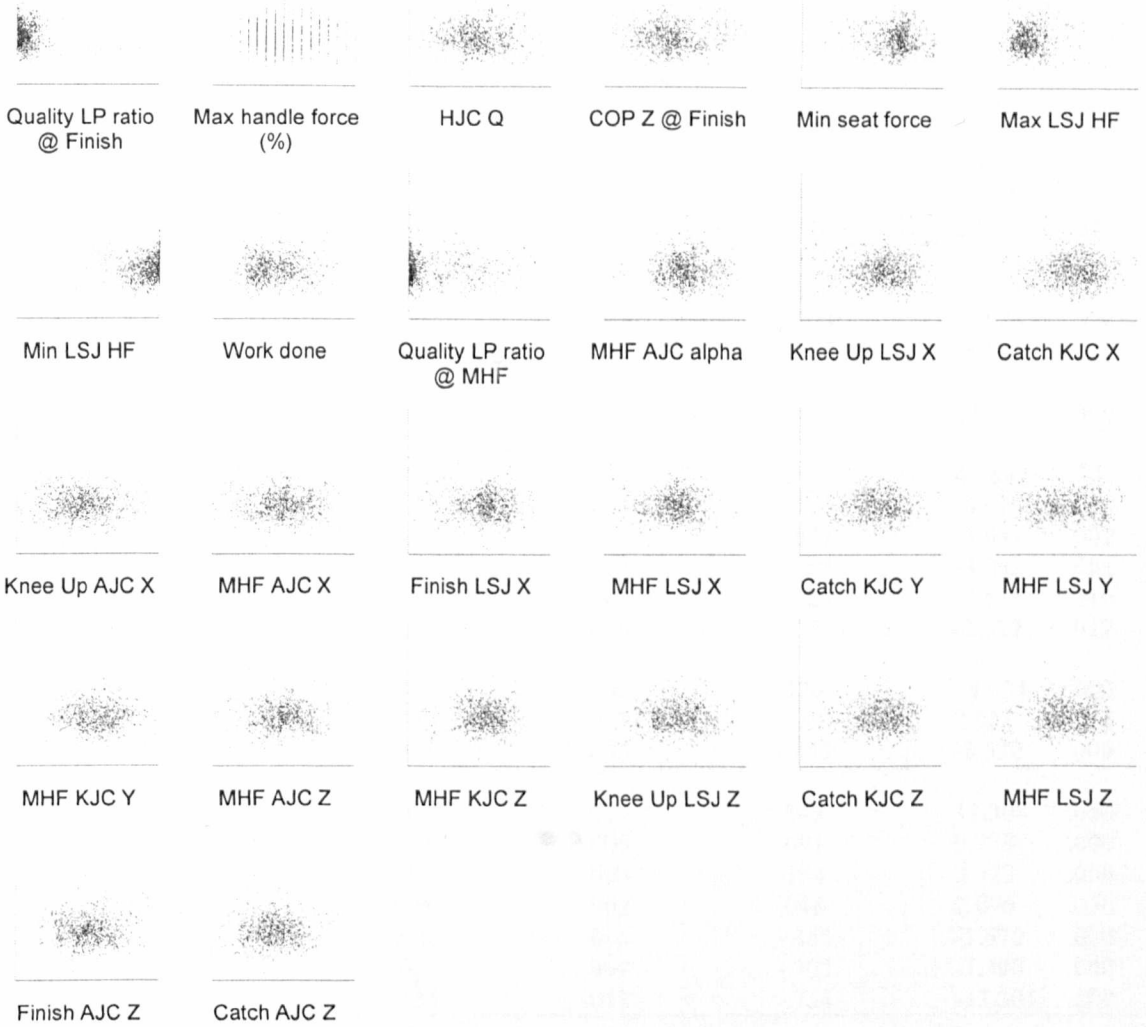 Quality LP ratio
@ Finish
Max handle force
(%)
HJC Q
COP Z @ Finish
Min seat force
Max LSJ HF
Min LSJ HF
Work done
Quality LP ratio
@ MHF
MHF AJC alpha
Knee Up LSJ X
Catch KJC X
Knee Up AJC X
MHF AJC X
Finish LSJ X
MHF LSJ X
Catch KJC Y
MHF LSJ Y
MHF KJC Y
MHF AJC Z
MHF KJC Z
Knee Up LSJ Z
Catch KJC Z
MHF LSJ Z
Finish AJC Z
Catch AJC Z